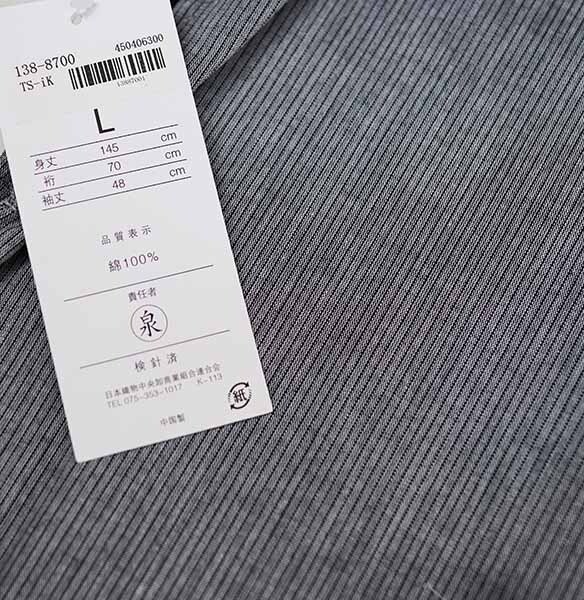 450406300
138-8700
TS-iK
13887001
L
身丈 145 cm
裄 70 cm
袖丈 48 cm
品質表示
綿100%
責任者
泉
検針済
日本織物中央卸商業組合連合会
TEL 075-353-1017 K-113
紙
中国製